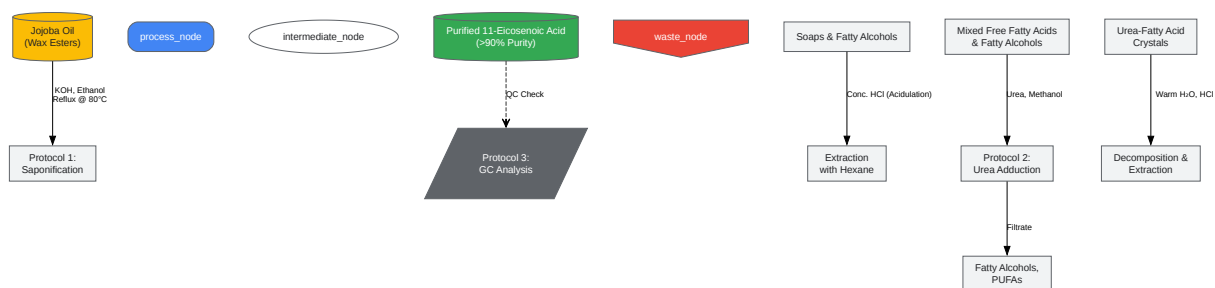 Jojoba Oil
(Wax Esters)
process_node
intermediate_node
Purified 11-Eicosenoic Acid
(>90% Purity)
waste_node
Soaps & Fatty Alcohols
Mixed Free Fatty Acids
& Fatty Alcohols
Urea-Fatty Acid
Crystals
KOH, Ethanol
Reflux @ 80°C
QC Check
Conc. HCl (Acidulation)
Urea, Methanol
Warm H₂O, HCl
Protocol 1:
Saponification
Protocol 3:
GC Analysis
Extraction
with Hexane
Protocol 2:
Urea Adduction
Decomposition &
Extraction
Filtrate
Fatty Alcohols,
PUFAs